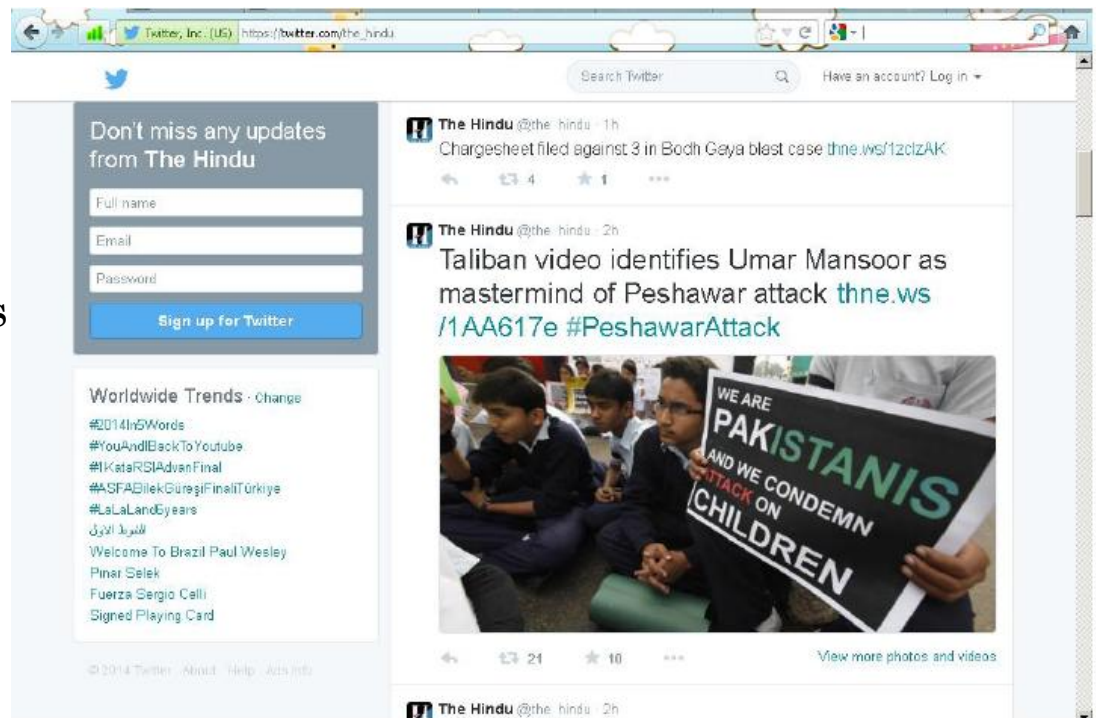 Twitter, Inc. (US) https://twitter.com/the_hindu
Search Twitter
Have an account? Log in
Don't miss any updates
from The Hindu
Full name
Email
Password
Sign up for Twitter
s
Worldwide Trends · Change
#2014In5Words
#YouAndIBackToYoutube
#1KataRSIAdvanFinal
#ASFABilekGüreşiFinaliTürkiye
#LaLaLand6years
Welcome To Brazil Paul Wesley
Pınar Selek
Fuerza Sergio Celli
Signed Playing Card
© 2014 Twitter About Help Ads info
The Hindu @the_hindu · 1h
Chargesheet filed against 3 in Bodh Gaya blast case thne.ws/1zclzAK
4 1
The Hindu @the_hindu · 2h
Taliban video identifies Umar Mansoor as
mastermind of Peshawar attack thne.ws
/1AA617e #PeshawarAttack
WE ARE
PAKISTANIS
AND WE CONDEMN
ATTACK ON
CHILDREN
21 10
View more photos and videos
The Hindu @the_hindu · 2h